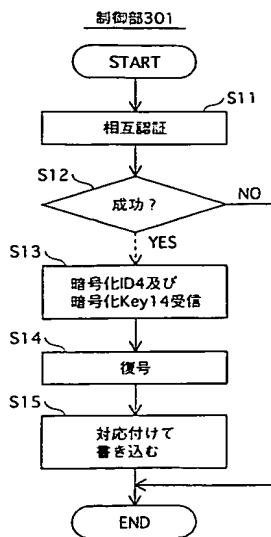 制御部301
START
S11
相互認証
S12
成功?
NO
YES
S13
暗号化ID4及び
暗号化Key14受信
S14
復号
S15
対応付けて
書き込む
END